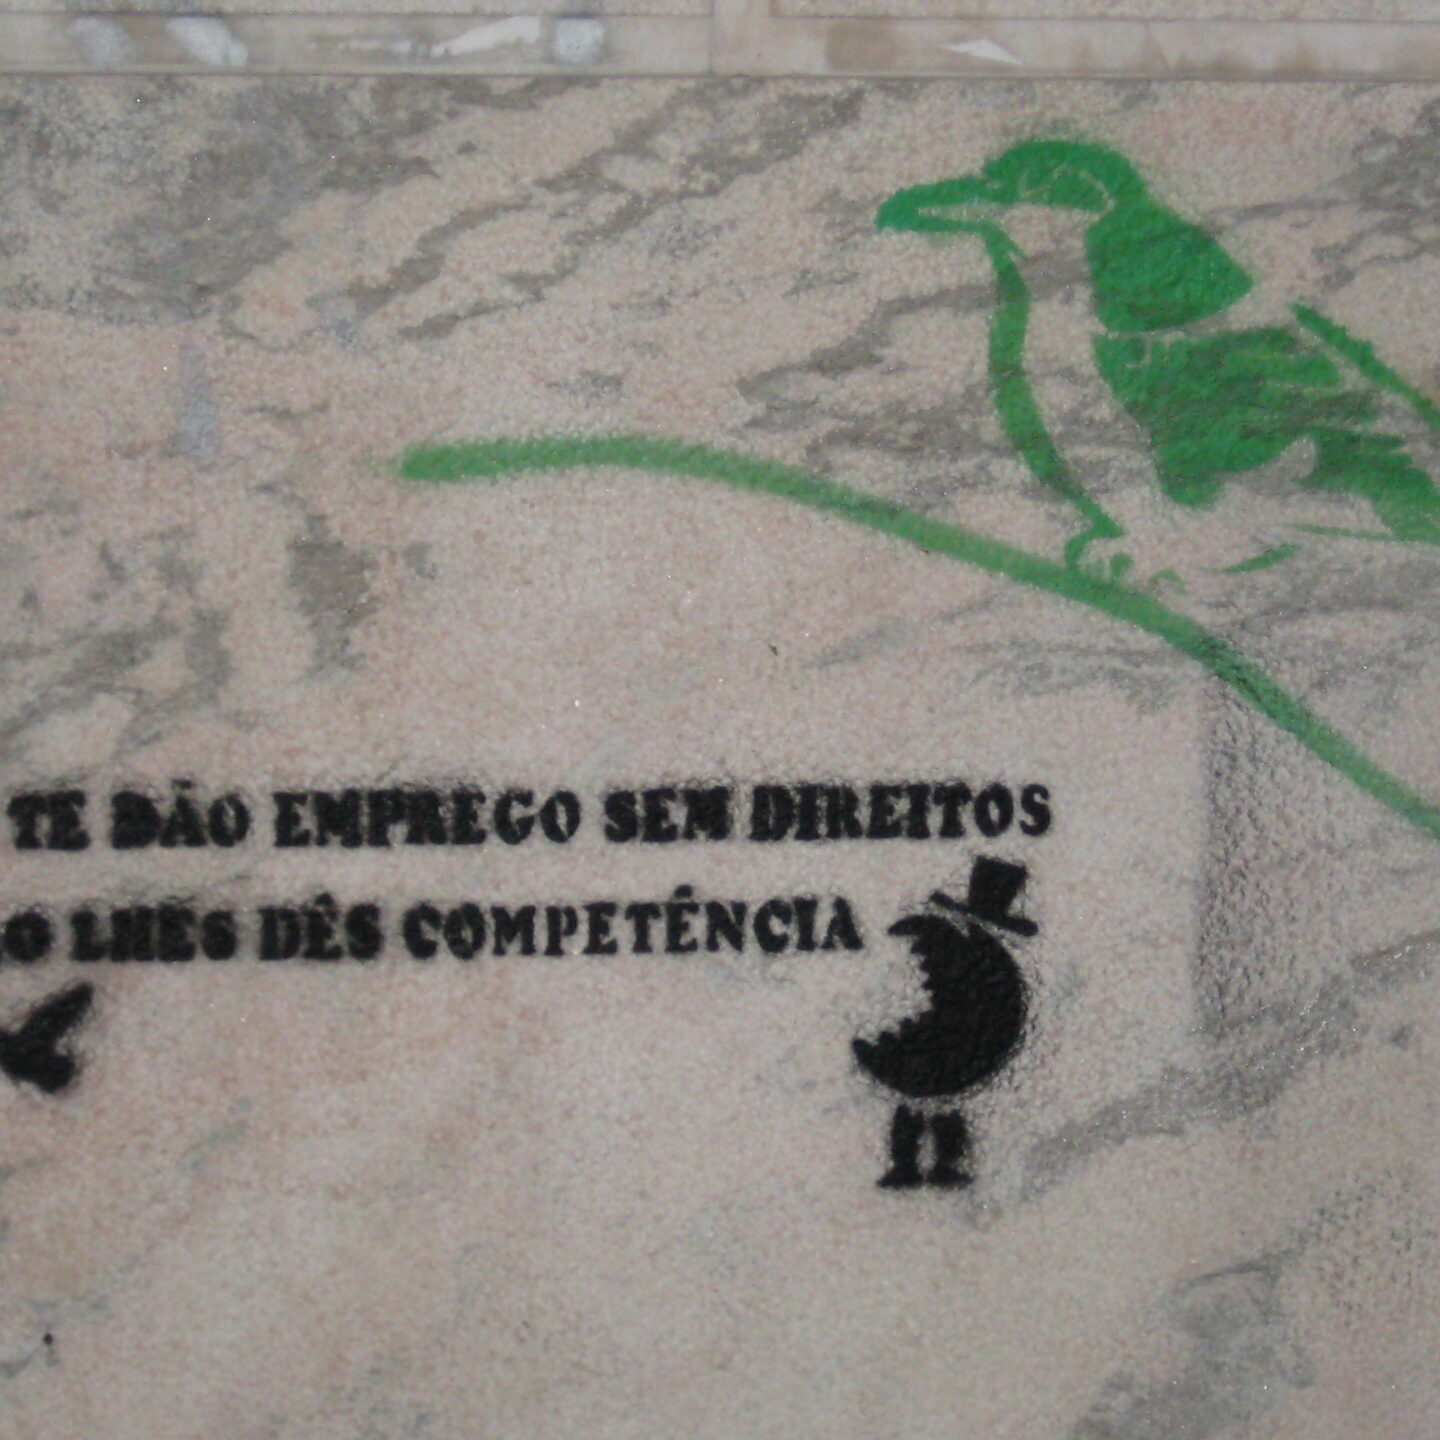 TE DÃO EMPREGO SEM DIREITOS
LHES DÊS COMPETÊNCIA